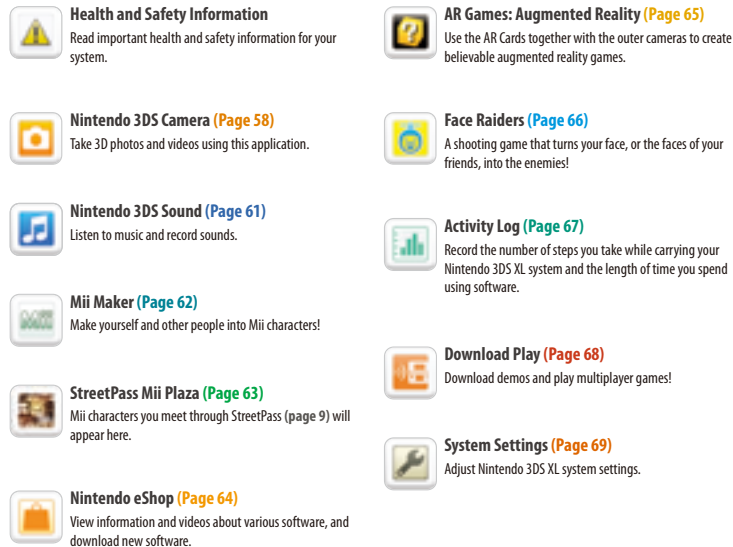 Health and Safety Information
Read important health and safety information for your
system.
Nintendo 3DS Camera (Page 58)
Take 3D photos and videos using this application.
Nintendo 3DS Sound (Page 61)
Listen to music and record sounds.
Mii
Mii Maker (Page 62)
Make yourself and other people into Mii characters!
StreetPass Mii Plaza (Page 63)
Mii characters you meet through StreetPass (page 9) will
appear here.
Nintendo eShop (Page 64)
View information and videos about various software, and
download new software.
AR Games: Augmented Reality (Page 65)
Use the AR Cards together with the outer cameras to create
believable augmented reality games.
Face Raiders (Page 66)
A shooting game that turns your face, or the faces of your
friends, into the enemies!
Activity Log (Page 67)
Record the number of steps you take while carrying your
Nintendo 3DS XL system and the length of time you spend
using software.
Download Play (Page 68)
Download demos and play multiplayer games!
System Settings (Page 69)
Adjust Nintendo 3DS XL system settings.